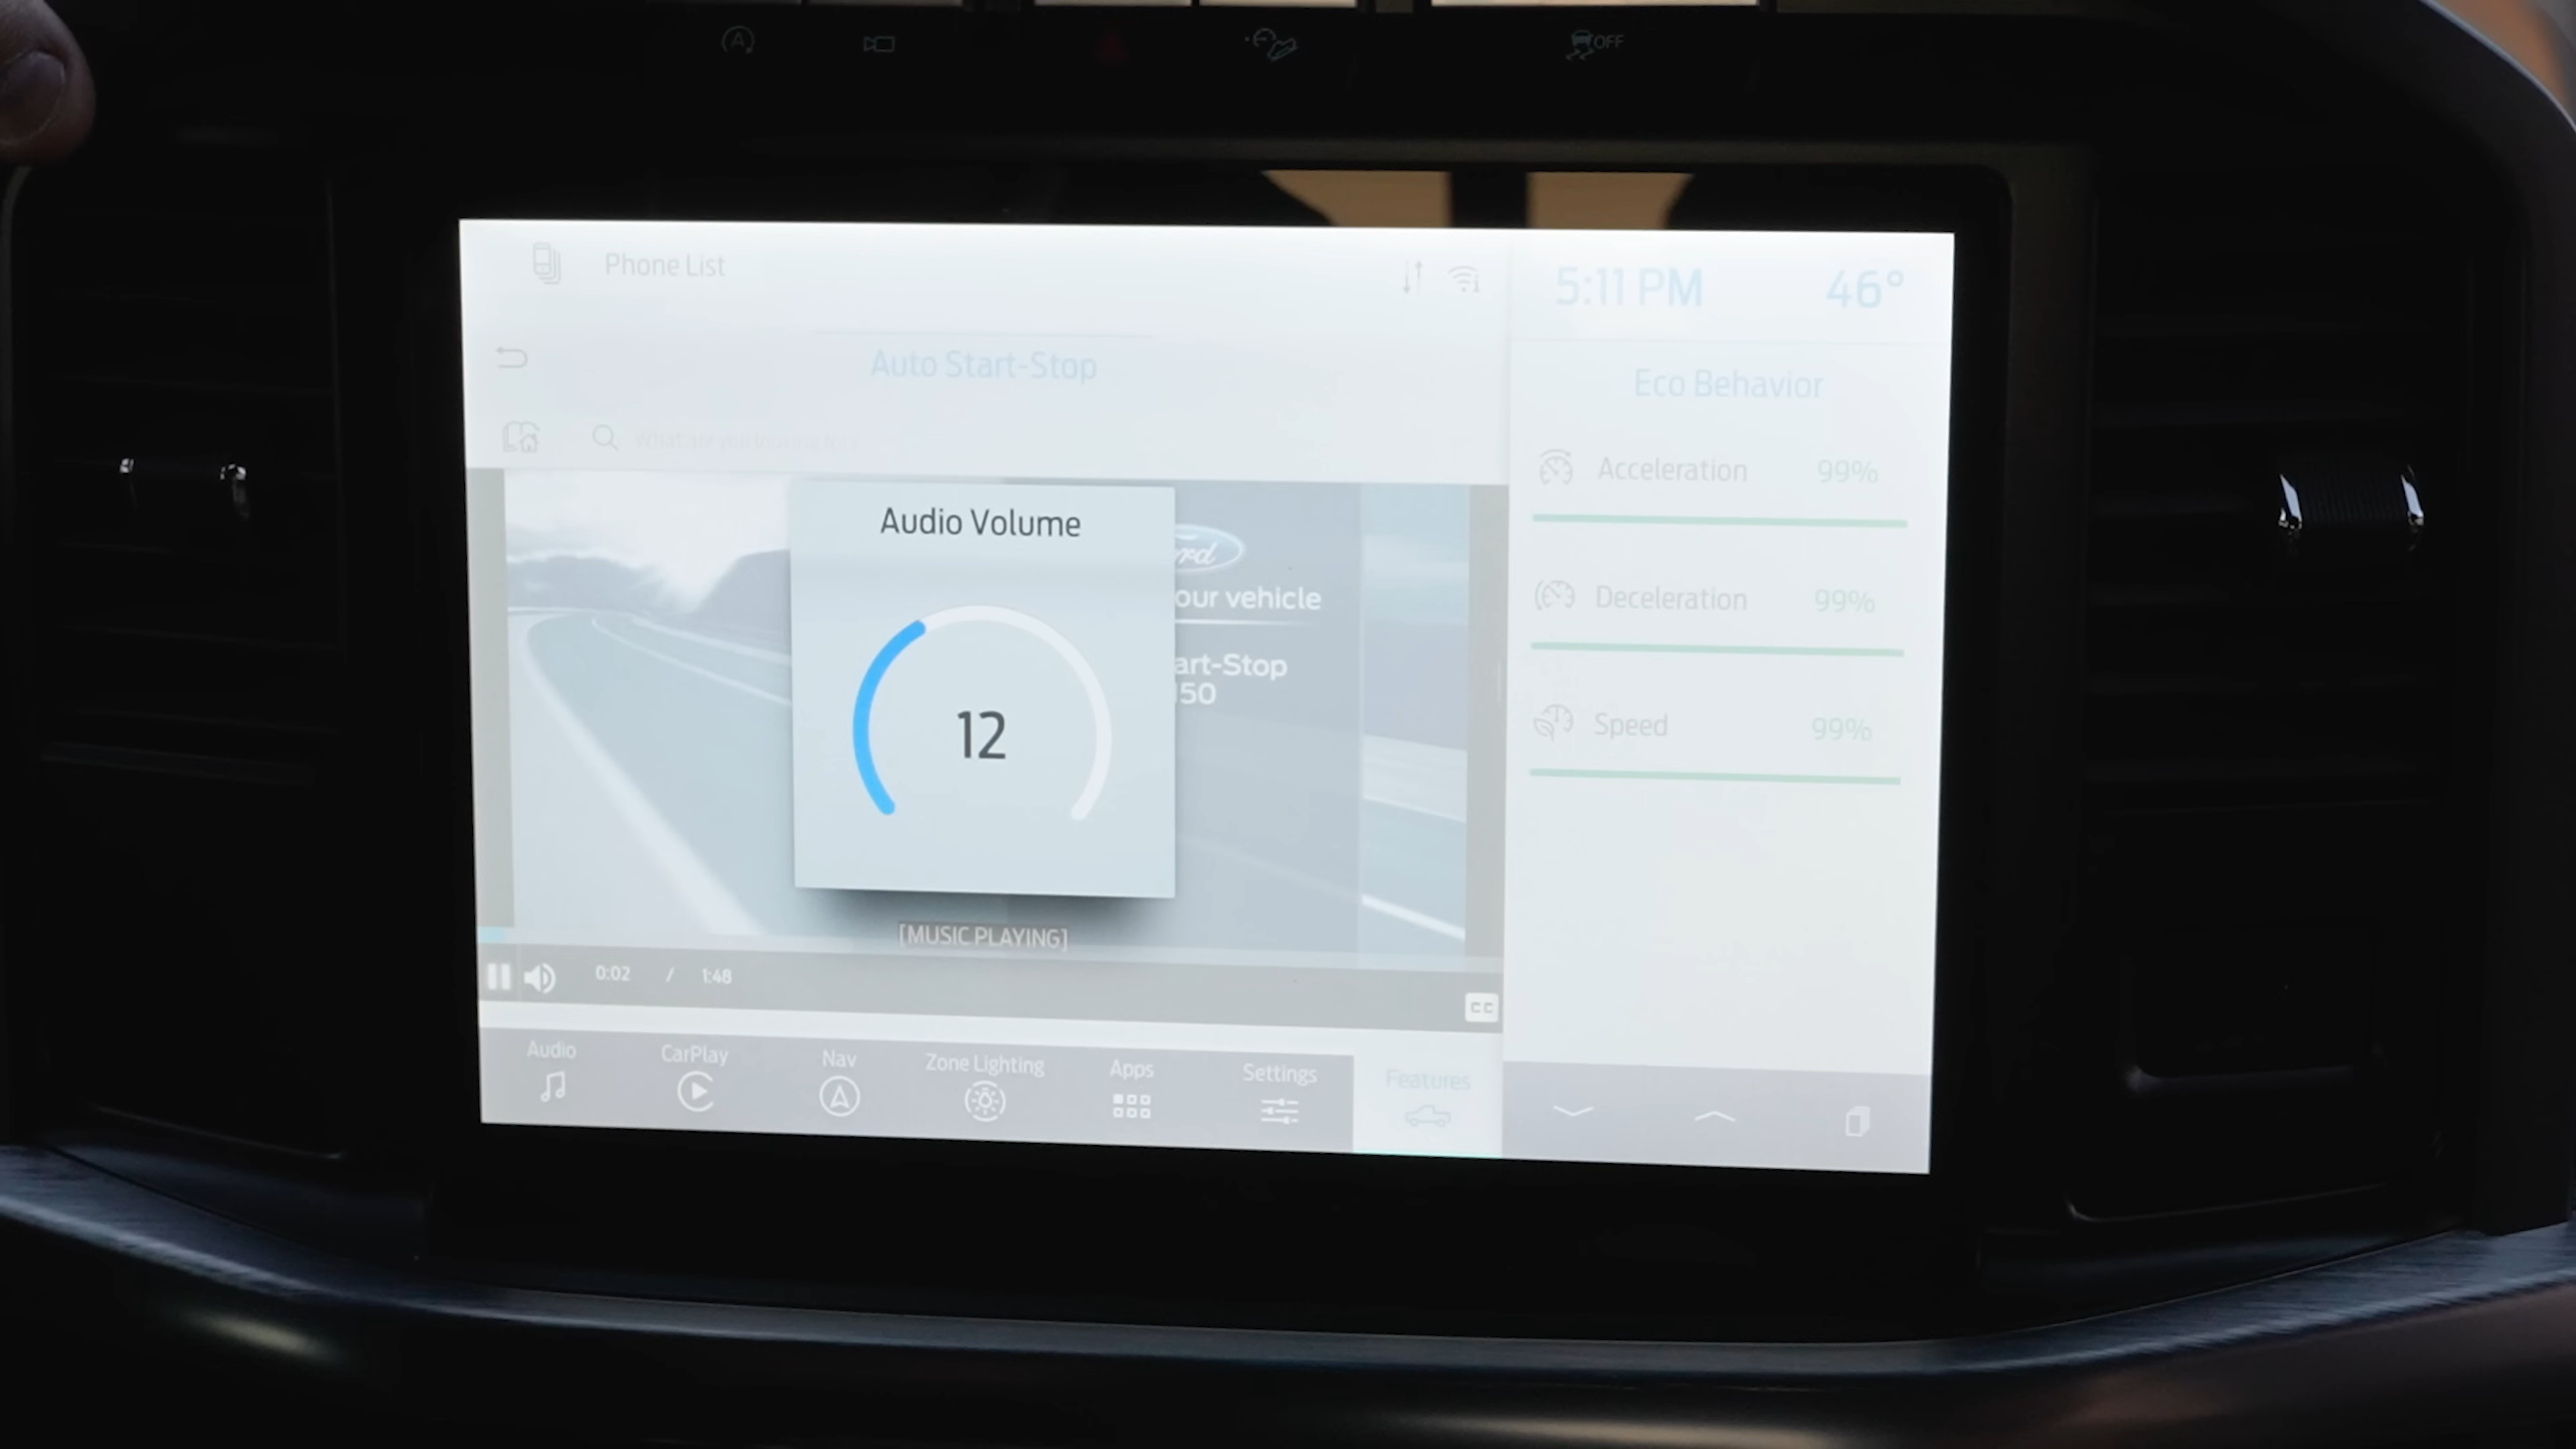 OFF
Phone List
5:11 PM
46°
Auto Start-Stop
Eco Behavior
Acceleration 99%
Deceleration 99%
Speed 99%
Audio Volume
12
our vehicle
art-Stop
150
[MUSIC PLAYING]
0:02 / 1:48
CC
Audio
CarPlay
Nav
Zone Lighting
Apps
Settings
Features